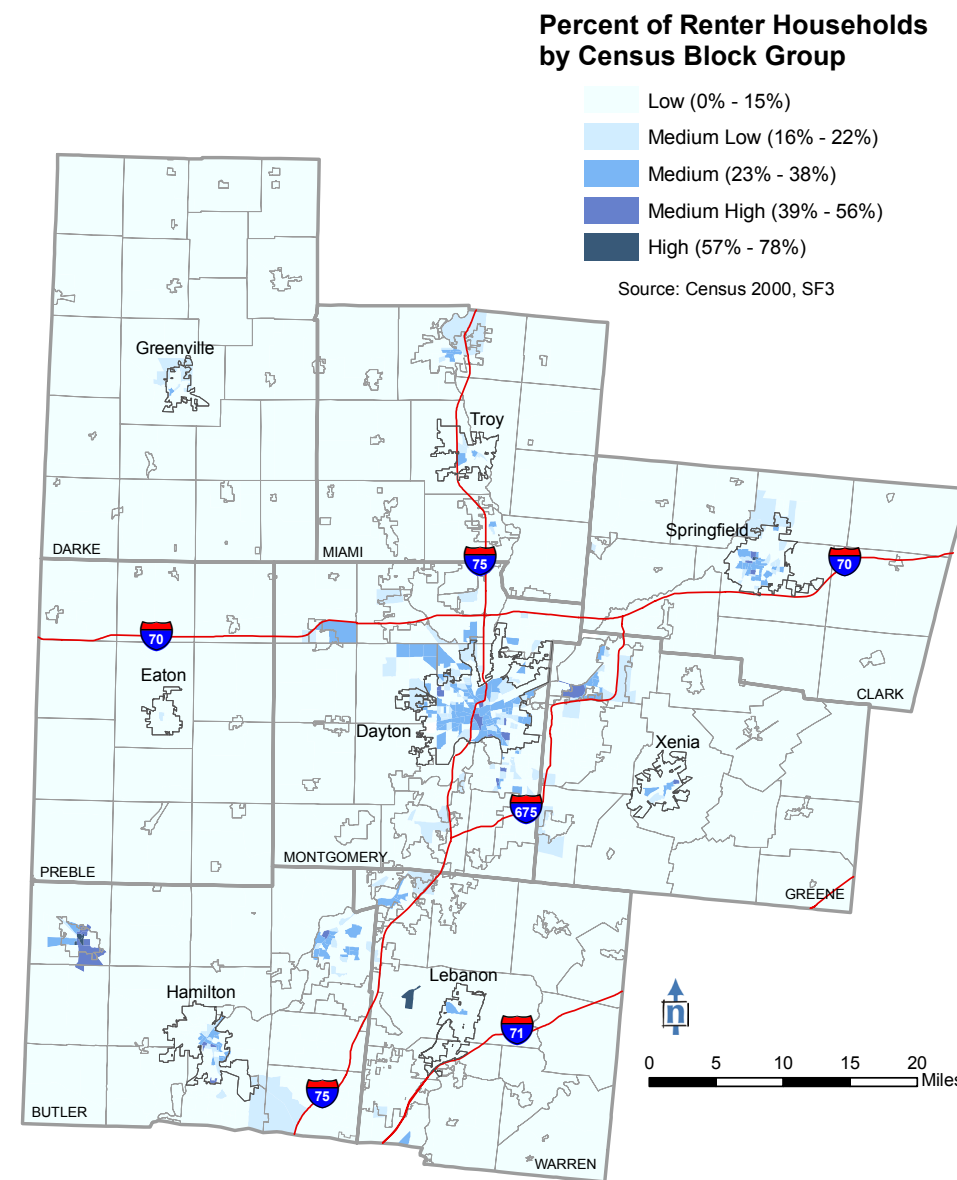 Percent of Renter Households
by Census Block Group
Low (0% - 15%)
Medium Low (16% - 22%)
Medium (23% - 38%)
Medium High (39% - 56%)
High (57% - 78%)
Source: Census 2000, SF3
Greenville
Troy
Springfield
DARKE
MIAMI
75
70
70
Eaton
CLARK
Dayton
Xenia
675
MONTGOMERY
PREBLE
GREENE
Lebanon
Hamilton
n
71
0 5 10 15 20
Miles
75
BUTLER
WARREN